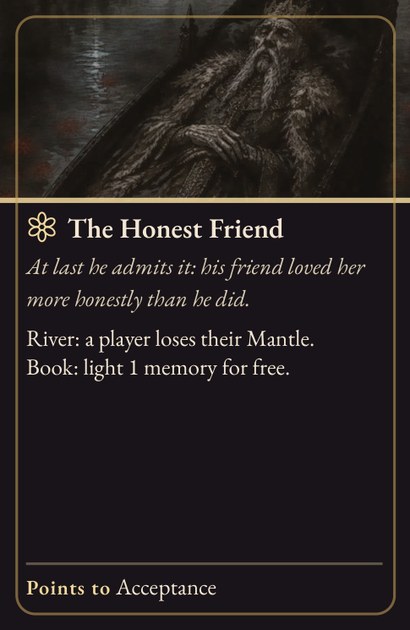 The Honest Friend
At last he admits it: his friend loved her
more honestly than he did.
River: a player loses their Mantle.
Book: light 1 memory for free.
Points to Acceptance